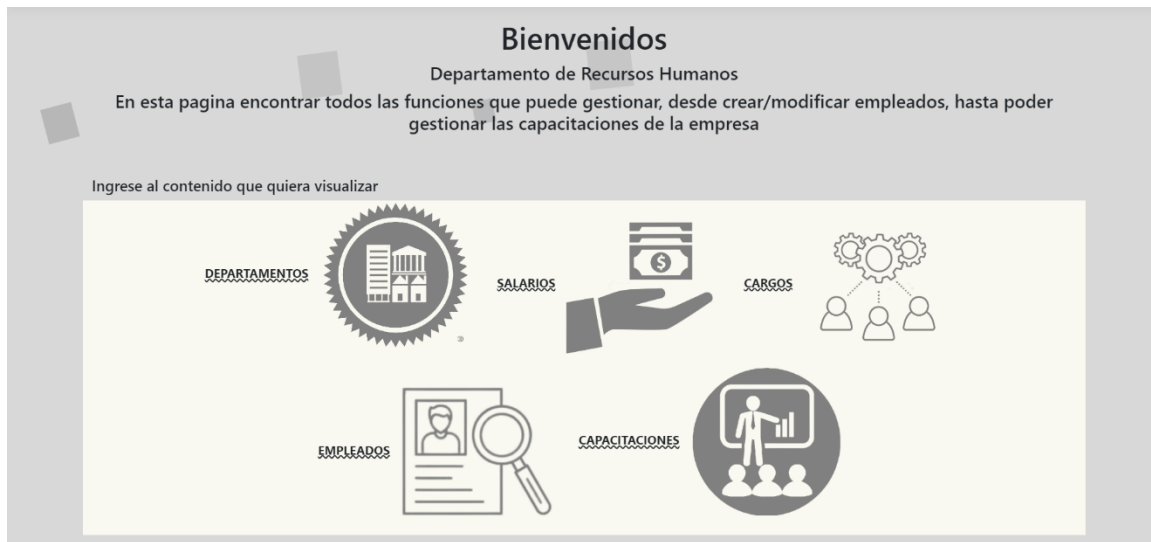 Bienvenidos
Departamento de Recursos Humanos
En esta pagina encontrar todos las funciones que puede gestionar, desde crear/modificar empleados, hasta poder
gestionar las capacitaciones de la empresa
Ingrese al contenido que quiera visualizar
DEPARTAMENTOS
SALARIOS
$
CARGOS
EMPLEADOS
CAPACITACIONES